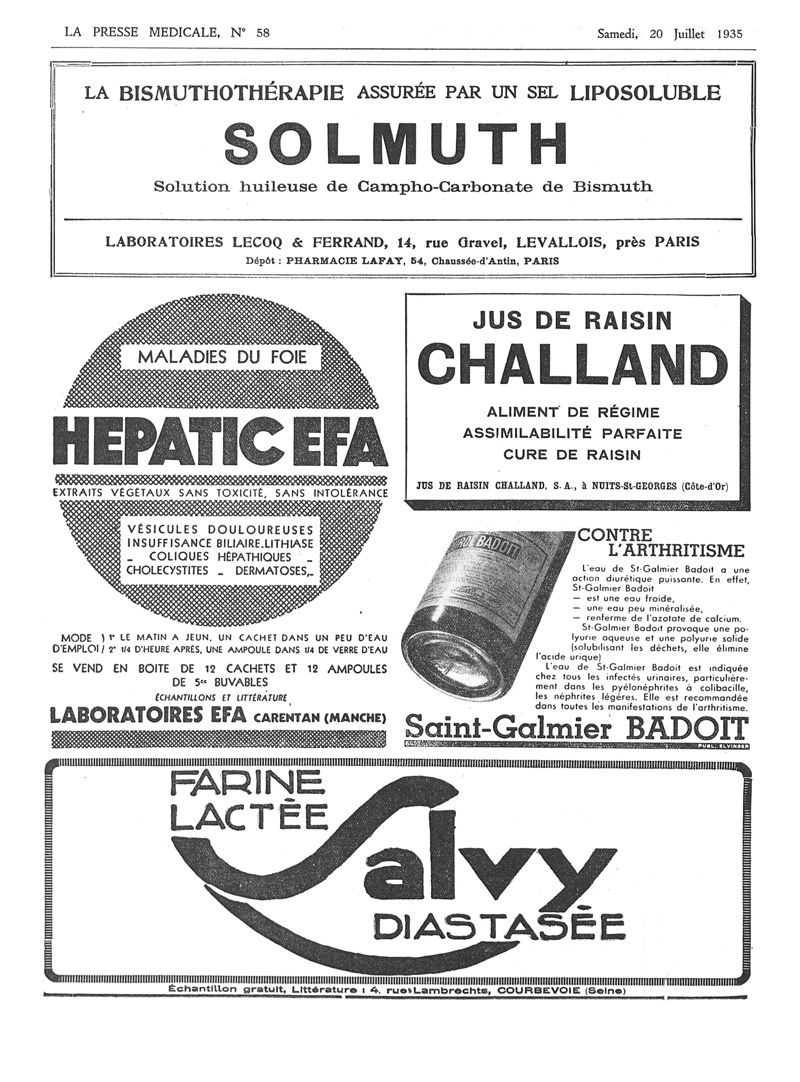 LA PRESSE MEDICALE, N° 58
Samedi, 20 Juillet 1935
LA BISMUTHOTHÉRAPIE ASSURÉE PAR UN SEL LIPOSOLUBLE
SOLMUTH
Solution huileuse de Campho-Carbonate de Bismuth
LABORATOIRES LECOQ & FERRAND, 14, rue Gravel, LEVALLOIS, près PARIS
Dépôt : PHARMACIE LAFAY, 54, Chaussée-d'Antin, PARIS
MALADIES DU FOIE
HEPATIC EFA
EXTRAITS VÉGÉTAUX SANS TOXICITÉ, SANS INTOLÉRANCE
VÉSICULES DOULOUREUSES
INSUFFISANCE BILIAIRE.LITHIASE
_ COLIQUES HÉPATHIQUES _
CHOLECYSTITES _ DERMATOSES,_
MODE } 1° LE MATIN A JEUN, UN CACHET DANS UN PEU D'EAU
D'EMPLOI / 2° 1/4 D'HEURE APRÉS, UNE AMPOULE DANS 1/4 DE VERRE D'EAU
SE VEND EN BOITE DE 12 CACHETS ET 12 AMPOULES
DE 5cc BUVABLES
ÉCHANTILLONS ET LITTÉRATURE
LABORATOIRES EFA CARENTAN (MANCHE)
JUS DE RAISIN
CHALLAND
ALIMENT DE RÉGIME
ASSIMILABILITÉ PARFAITE
CURE DE RAISIN
JUS DE RAISIN CHALLAND, S. A., à NUITS-St-GEORGES (Côte-d'Or)
BADOIT
CONTRE
L'ARTHRITISME
L'eau de St-Galmier Badoit a une
action diurétique puissante. En effet,
St-Galmier Badoit
— est une eau froide,
— une eau peu minéralisée,
— renferme de l'azotate de calcium.
St-Galmier Badoit provoque une po-
lyurie aqueuse et une polyurie solide
(solubilisant les déchets, elle élimine
l'acide urique)
L'eau de St-Galmier Badoit est indiquée
chez tous les infectés urinaires, particulière-
ment dans les pyélonéphrites à colibacille,
les néphrites légères. Elle est recommandée
dans toutes les manifestations de l'arthritisme.
Saint-Galmier BADOIT
PUBL. ELVINGER
FARINE
LACTÉE
Salvy
DIASTASÉE
Échantillon gratuit, Littérature : 4, rue Lambrechts, COURBEVOIE (Seine)